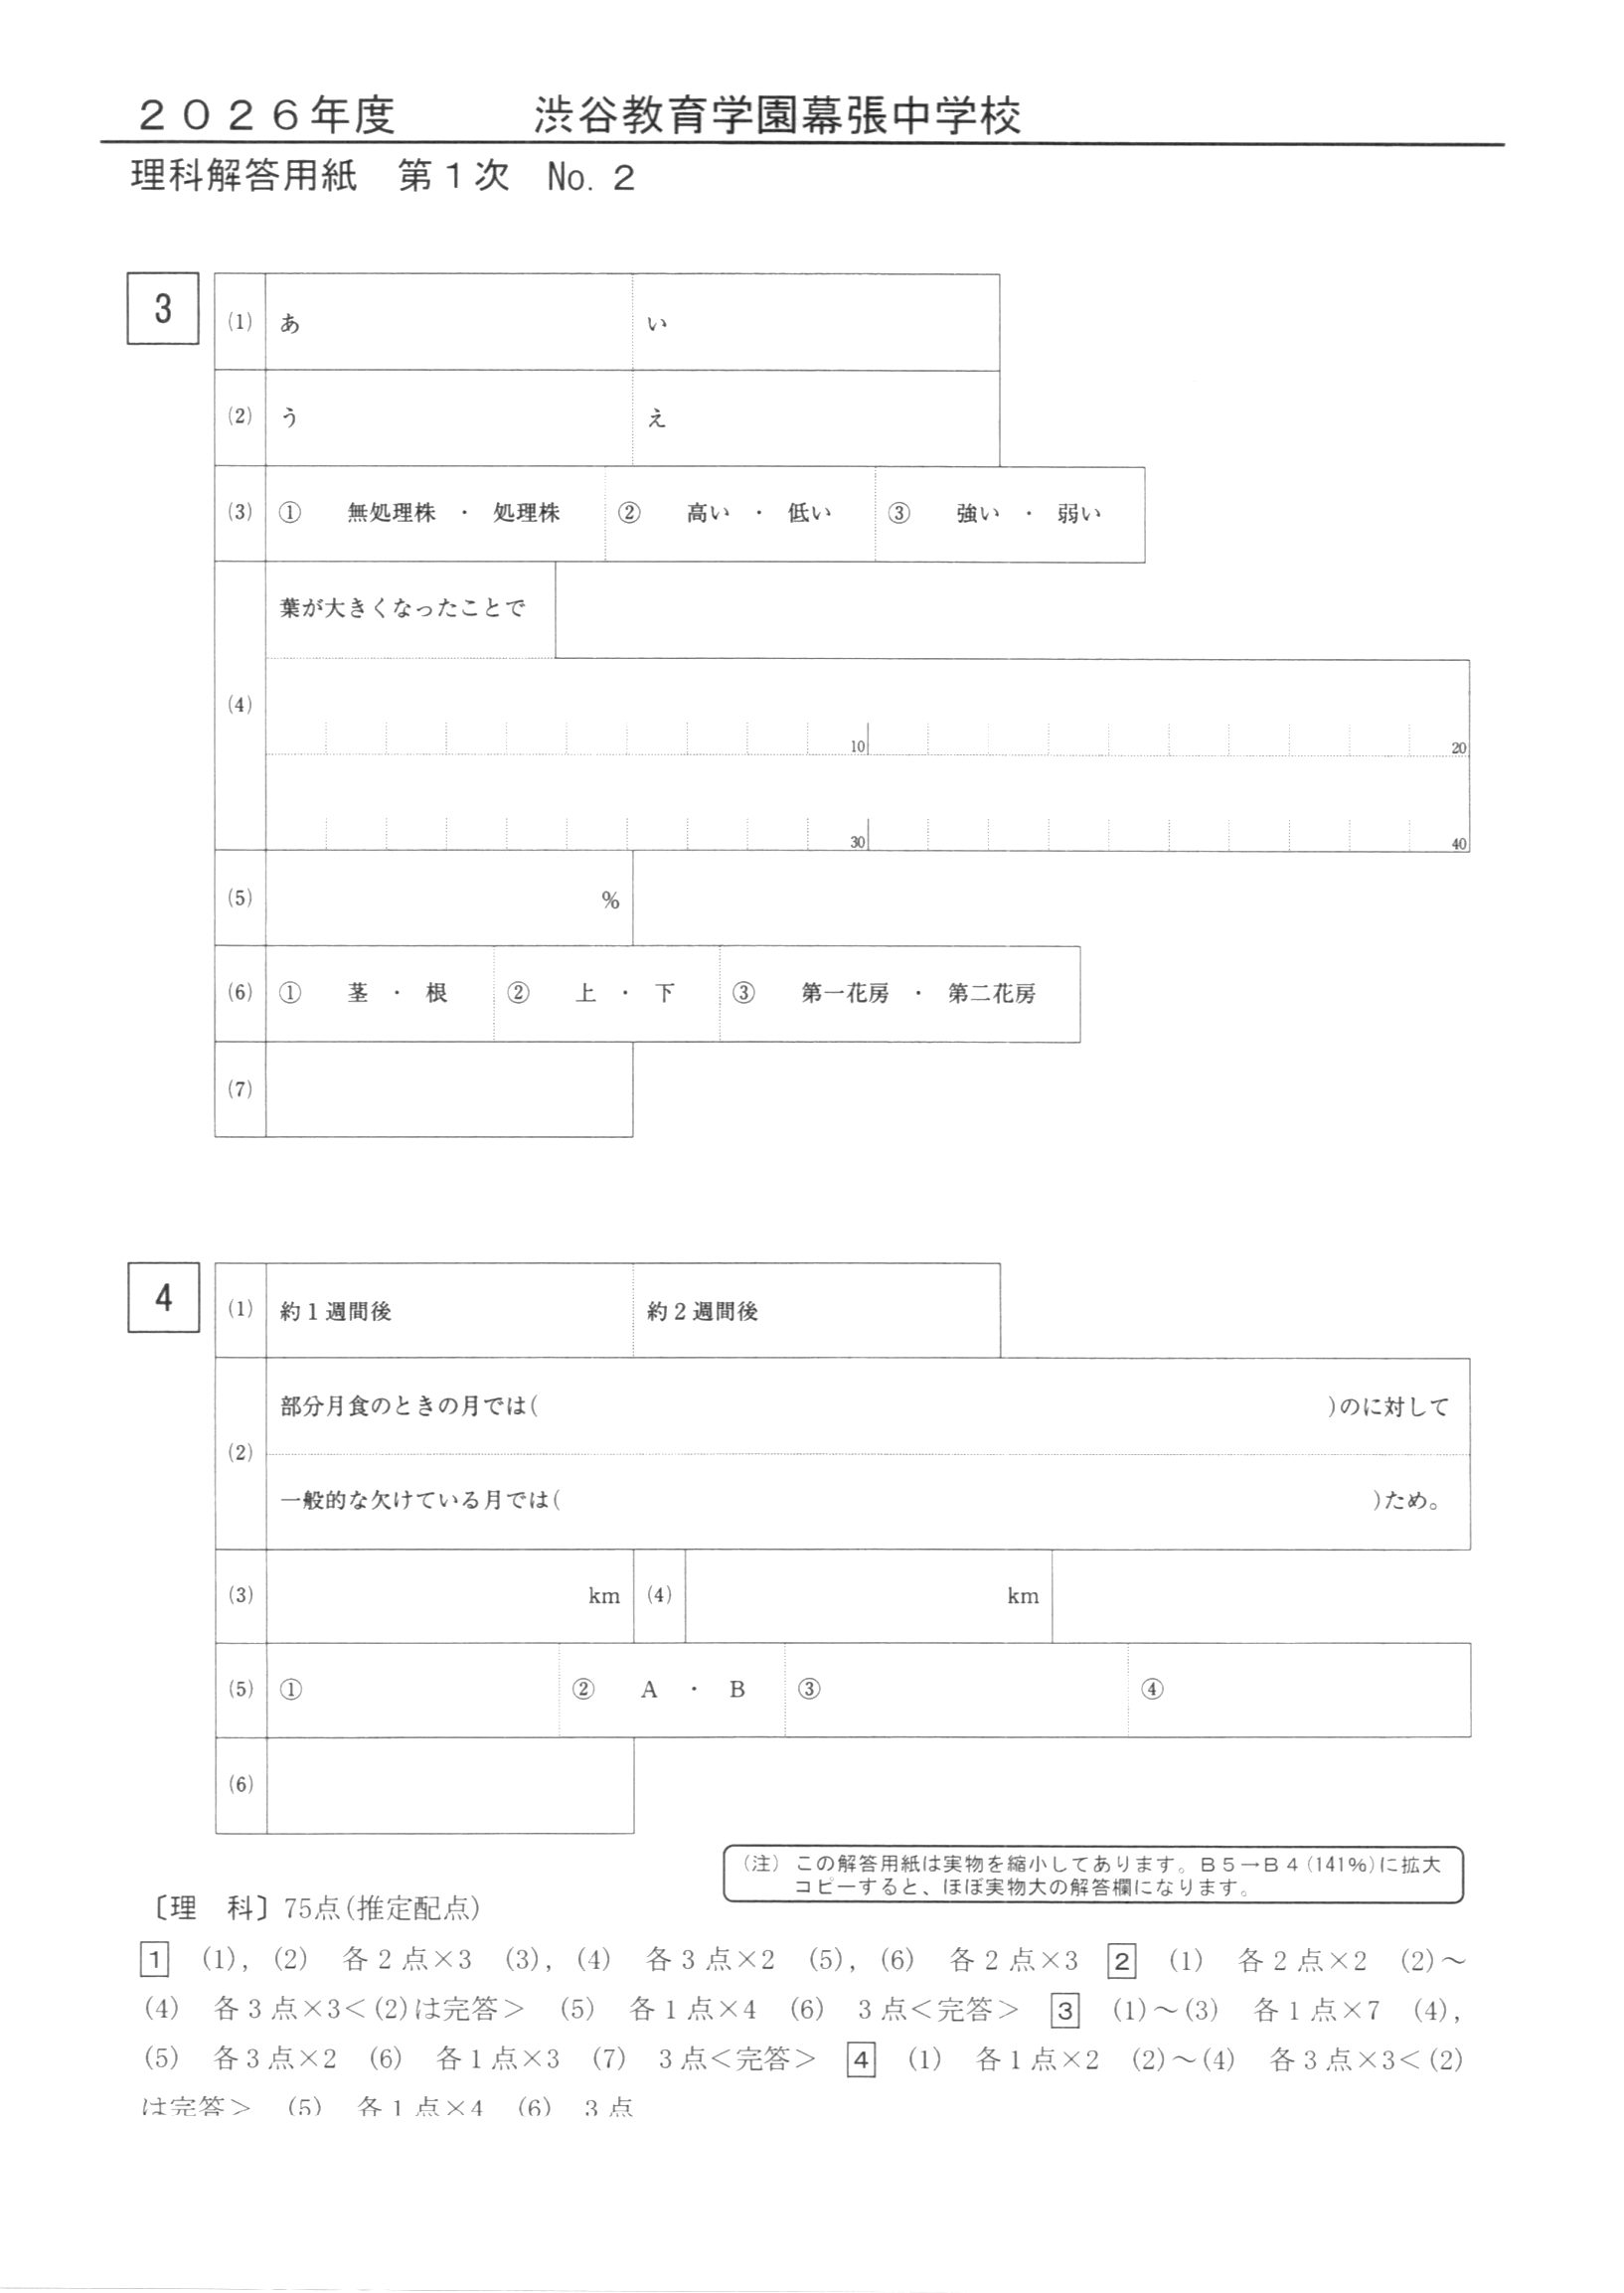 2026年度 渋谷教育学園幕張中学校
理科解答用紙 第1次 No.2
3
(1) あ い
(2) う え
(3) ① 無処理株 ・ 処理株 ② 高い ・ 低い ③ 強い ・ 弱い
葉が大きくなったことで
(4)
10 20
30 40
(5) %
(6) ① 茎 ・ 根 ② 上 ・ 下 ③ 第一花房 ・ 第二花房
(7)
4
(1) 約1週間後 約2週間後
部分月食のときの月では( )のに対して
(2)
一般的な欠けている月では( )ため。
(3) km (4) km
(5) ① ② A ・ B ③ ④
(6)
(注) この解答用紙は実物を縮小してあります。B5→B4(141%)に拡大
コピーすると、ほぼ実物大の解答欄になります。
〔理 科〕75点(推定配点)
1 (1), (2) 各2点×3 (3), (4) 各3点×2 (5), (6) 各2点×3 2 (1) 各2点×2 (2)～
(4) 各3点×3<(2)は完答> (5) 各1点×4 (6) 3点<完答> 3 (1)～(3) 各1点×7 (4),
(5) 各3点×2 (6) 各1点×3 (7) 3点<完答> 4 (1) 各1点×2 (2)～(4) 各3点×3<(2)
は完答> (5) 各1点×4 (6) 3点